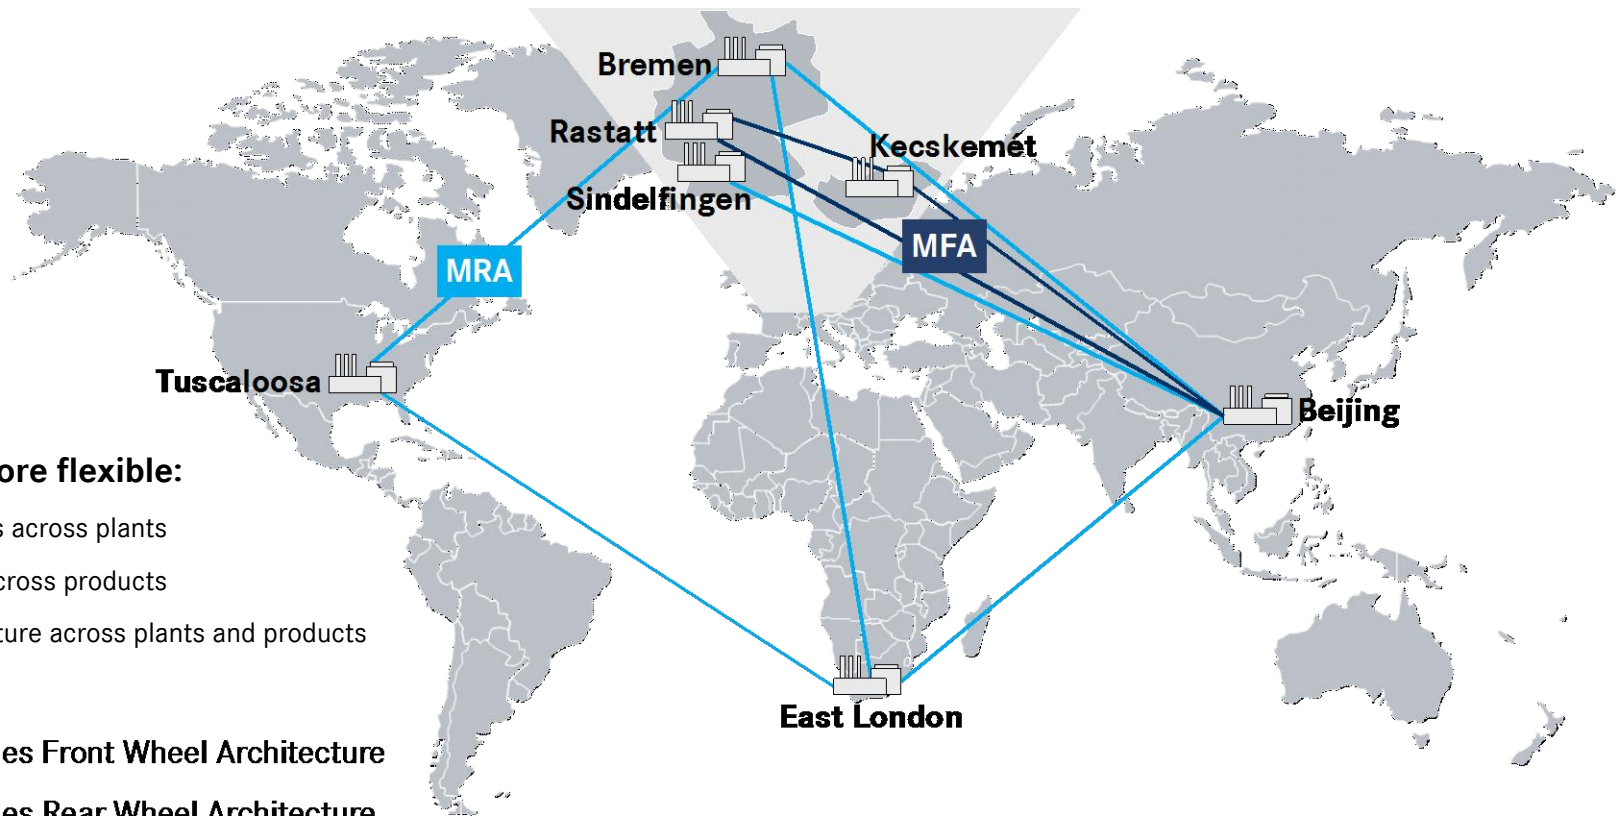 Bremen
Rastatt
Kecskemét
Sindelfingen
MFA
MRA
Tuscaloosa
Beijing
ore flexible:
s across plants
cross products
ture across plants and products
East London
es Front Wheel Architecture
es Rear Wheel Architecture